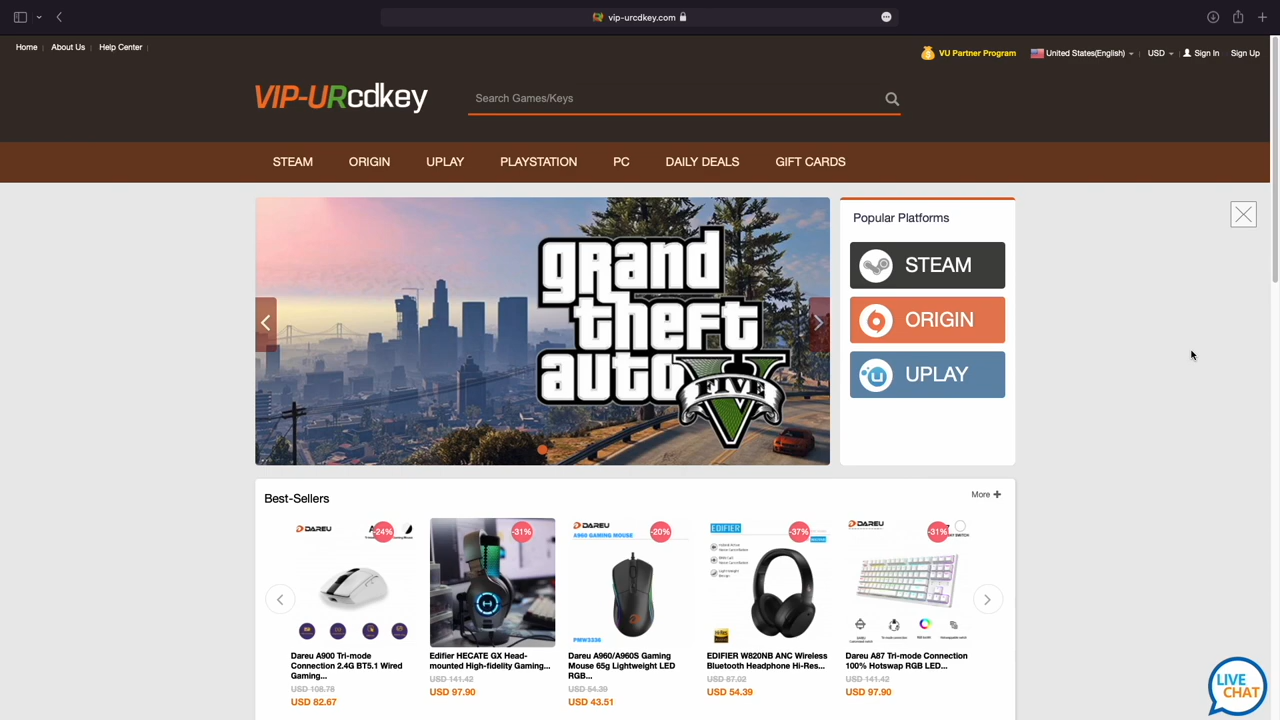 vip-urcdkey.com
Home
About Us
Help Center
VU Partner Program
United States(English)
USD
Sign In
Sign Up
VIP-URcdkey
Search Games/Keys
STEAM
ORIGIN
UPLAY
PLAYSTATION
PC
DAILY DEALS
GIFT CARDS
grand
theft
auto
V
FIVE
Popular Platforms
STEAM
ORIGIN
UPLAY
Best-Sellers
More +
DAREU
-24%
-31%
DAREU
A960 GAMING MOUSE
-20%
PMW3336
EDIFIER
-37%
DAREU
-31%
Dareu A900 Tri-mode
Connection 2.4G BT5.1 Wired
Gaming...
USD 108.78
USD 82.67
Edifier HECATE GX Head-
mounted High-fidelity Gaming...
USD 141.42
USD 97.90
Dareu A960/A960S Gaming
Mouse 65g Lightweight LED
RGB...
USD 54.39
USD 43.51
EDIFIER W820NB ANC Wireless
Bluetooth Headphone Hi-Res...
USD 87.02
USD 54.39
Dareu A87 Tri-mode Connection
100% Hotswap RGB LED...
USD 141.42
USD 97.90
LIVE
CHAT